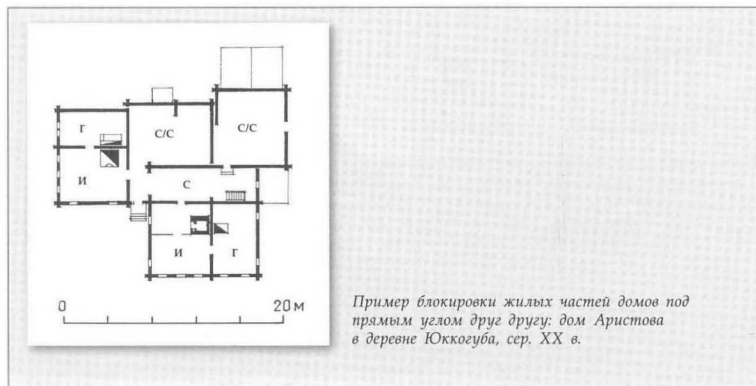 Г
С/С
С/С
И
С
И
Г
0
20 м
Пример блокировки жилых частей домов под
прямым углом друг другу: дом Аристова
в деревне Юккогуба, сер. XX в.